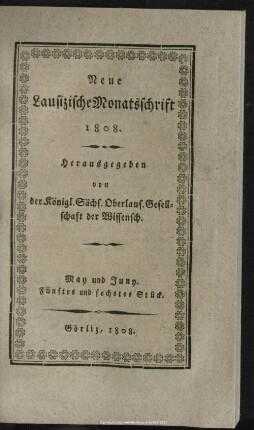 Neue
Lausizische Monatsschrift
1808.
Herausgegeben
von
der Königl. Sächs. Oberlaus. Gesell-
schaft der Wissensch.
May und Juny.
Fünftes und sechstes Stück.
Görliz, 1808.